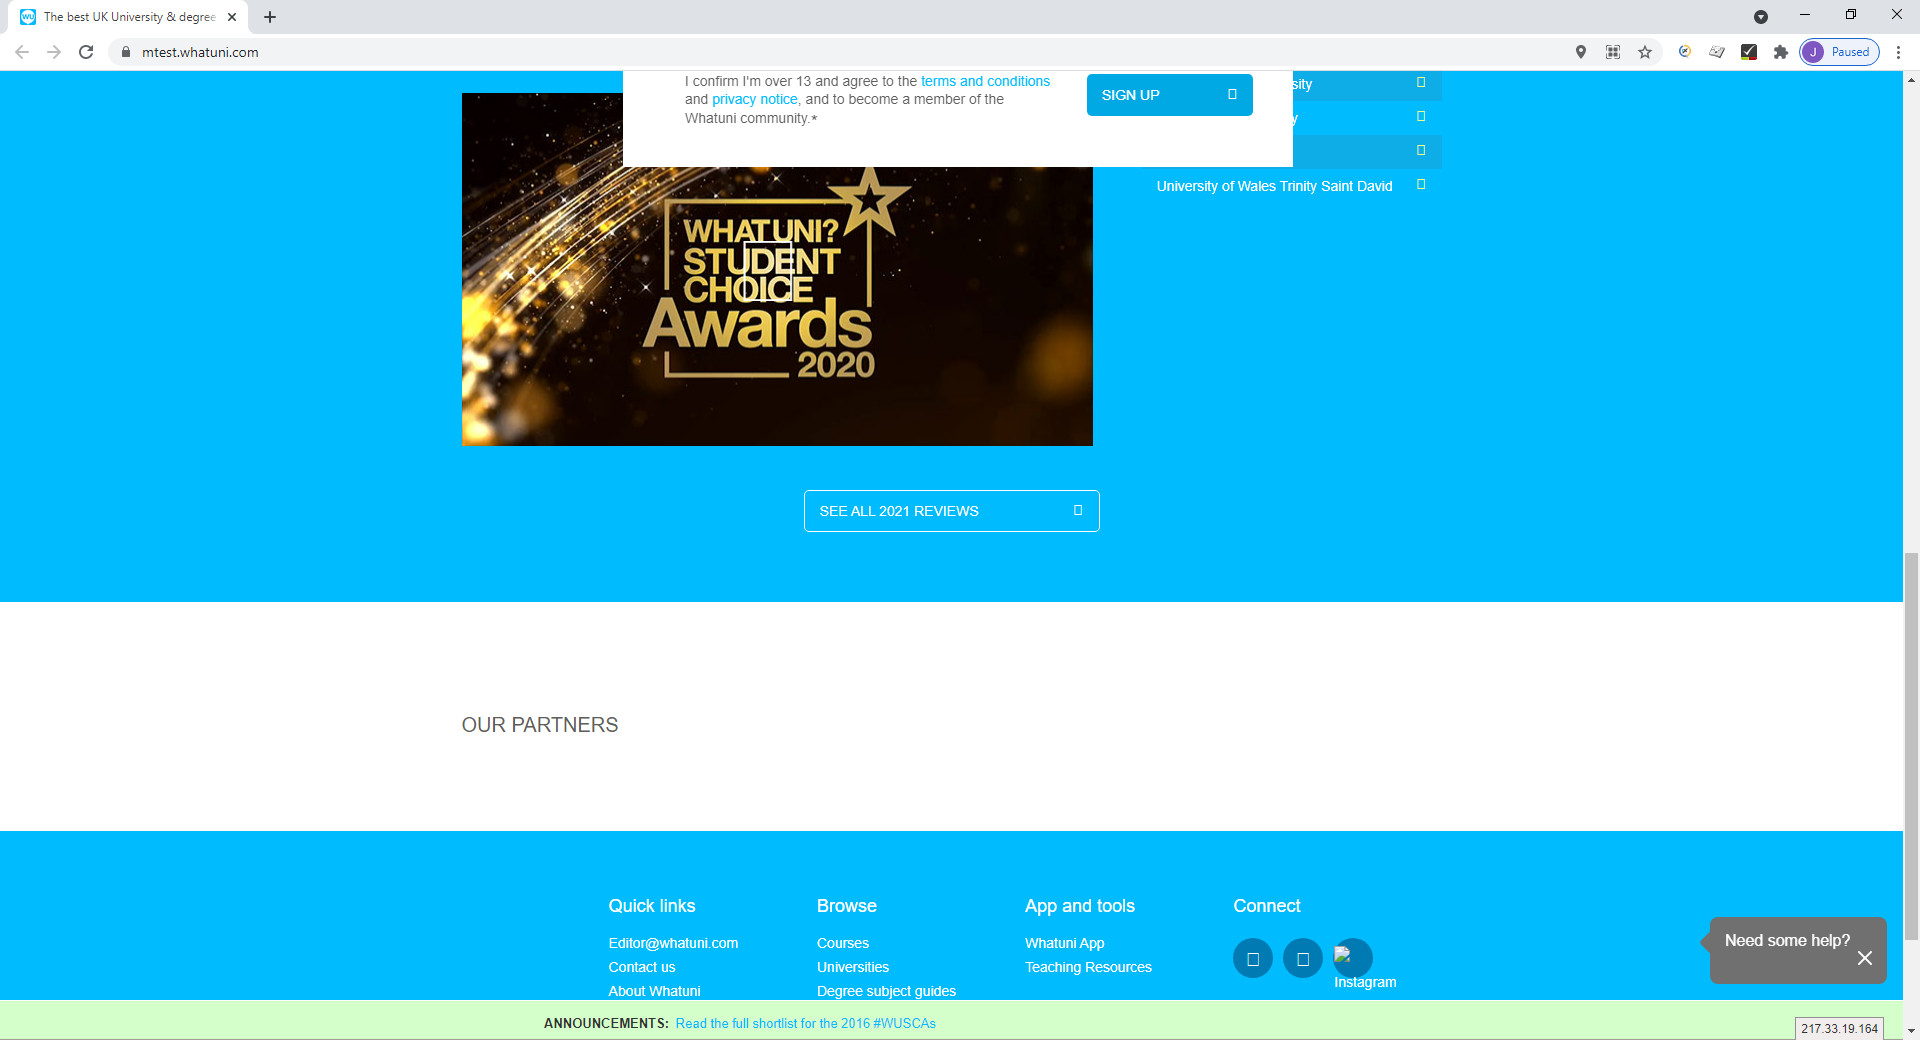 The best UK University & degree
mtest.whatuni.com
Paused
J
I confirm I'm over 13 and agree to the terms and conditions
and privacy notice, and to become a member of the
Whatuni community.*
SIGN UP
sity
y
University of Wales Trinity Saint David
WHATUNI?
STUDENT
CHOICE
Awards
2020
SEE ALL 2021 REVIEWS
OUR PARTNERS
Quick links
Editor@whatuni.com
Contact us
About Whatuni
Browse
Courses
Universities
Degree subject guides
App and tools
Whatuni App
Teaching Resources
Connect
Instagram
Need some help?
ANNOUNCEMENTS: Read the full shortlist for the 2016 #WUSCAs
217.33.19.164